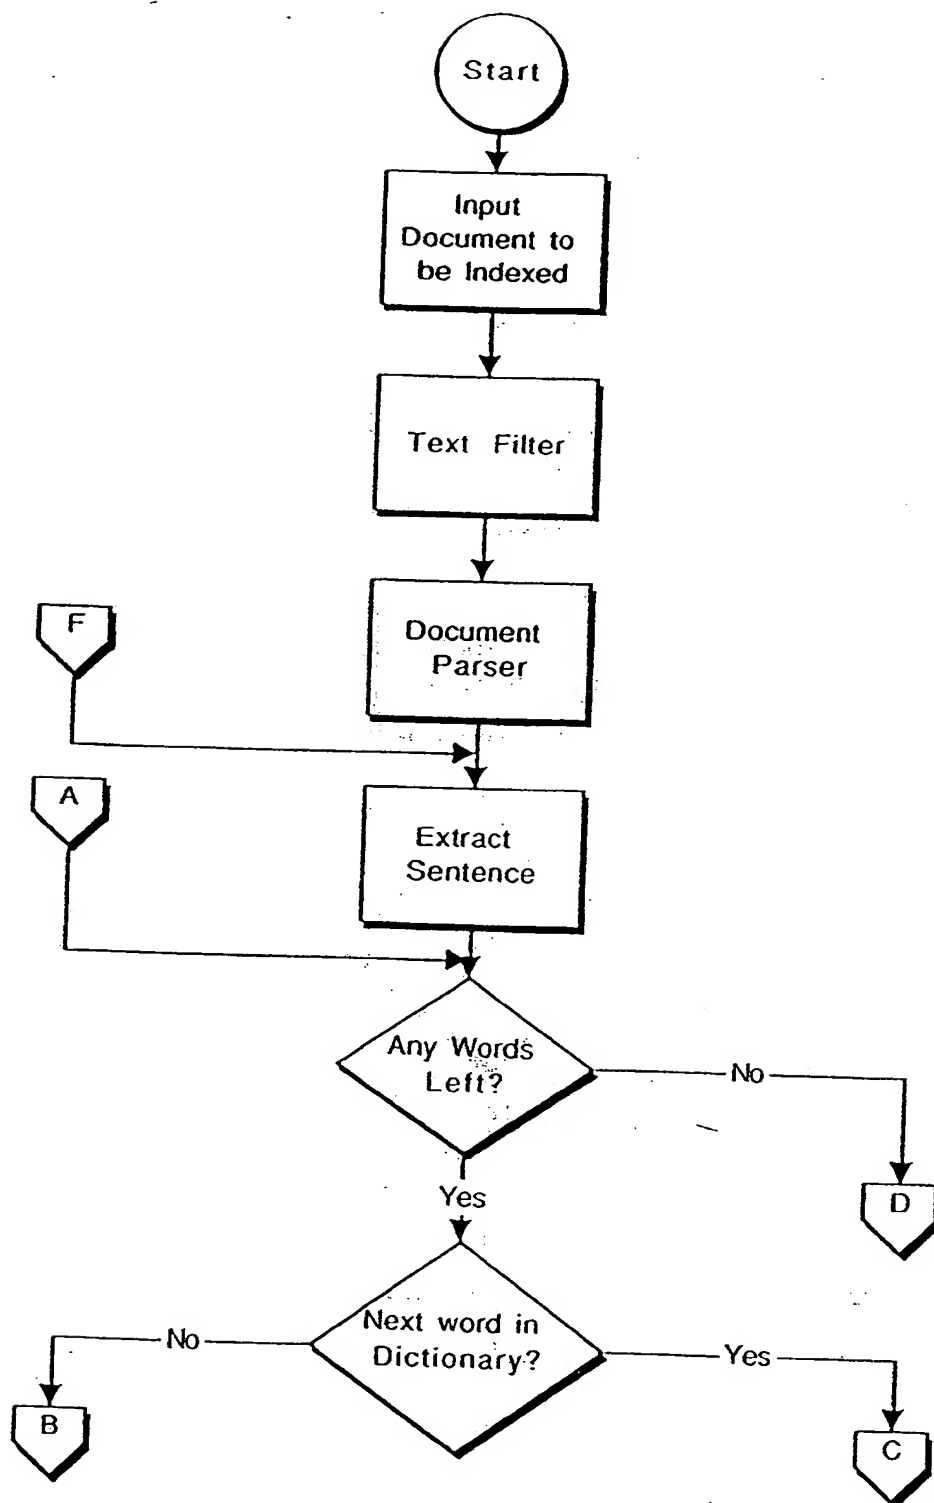 Start
Input
Document to
be Indexed
Text Filter
F
Document
Parser
A
Extract
Sentence
Any Words
Left?
No
Yes
D
Next word in
Dictionary?
No
Yes
B
C